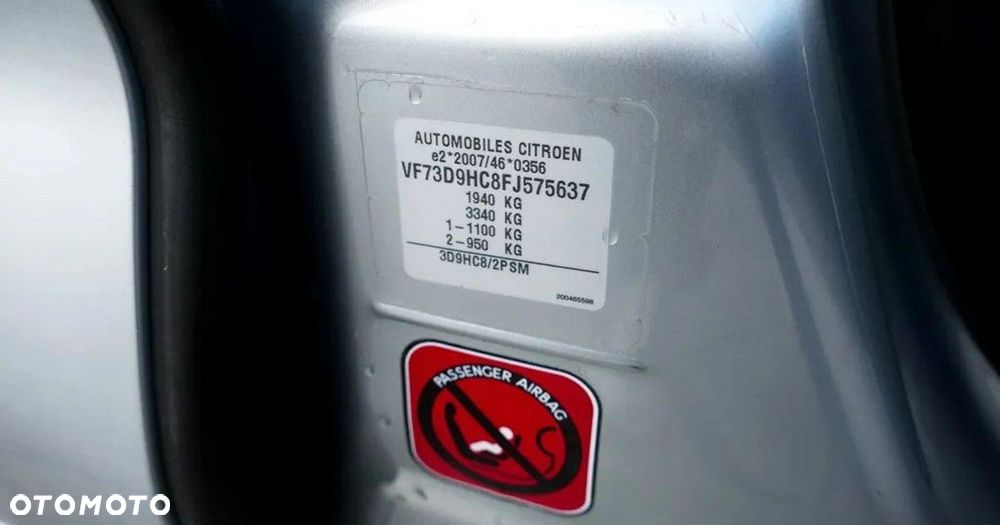 AUTOMOBILES CITROEN
e2*2007/46*0356
VF73D9HC8FJ575637
1940 KG
3340 KG
1-1100 KG
2-950 KG
3D9HC8/2PSM
200465598
PASSENGER AIRBAG
OTOMOTO